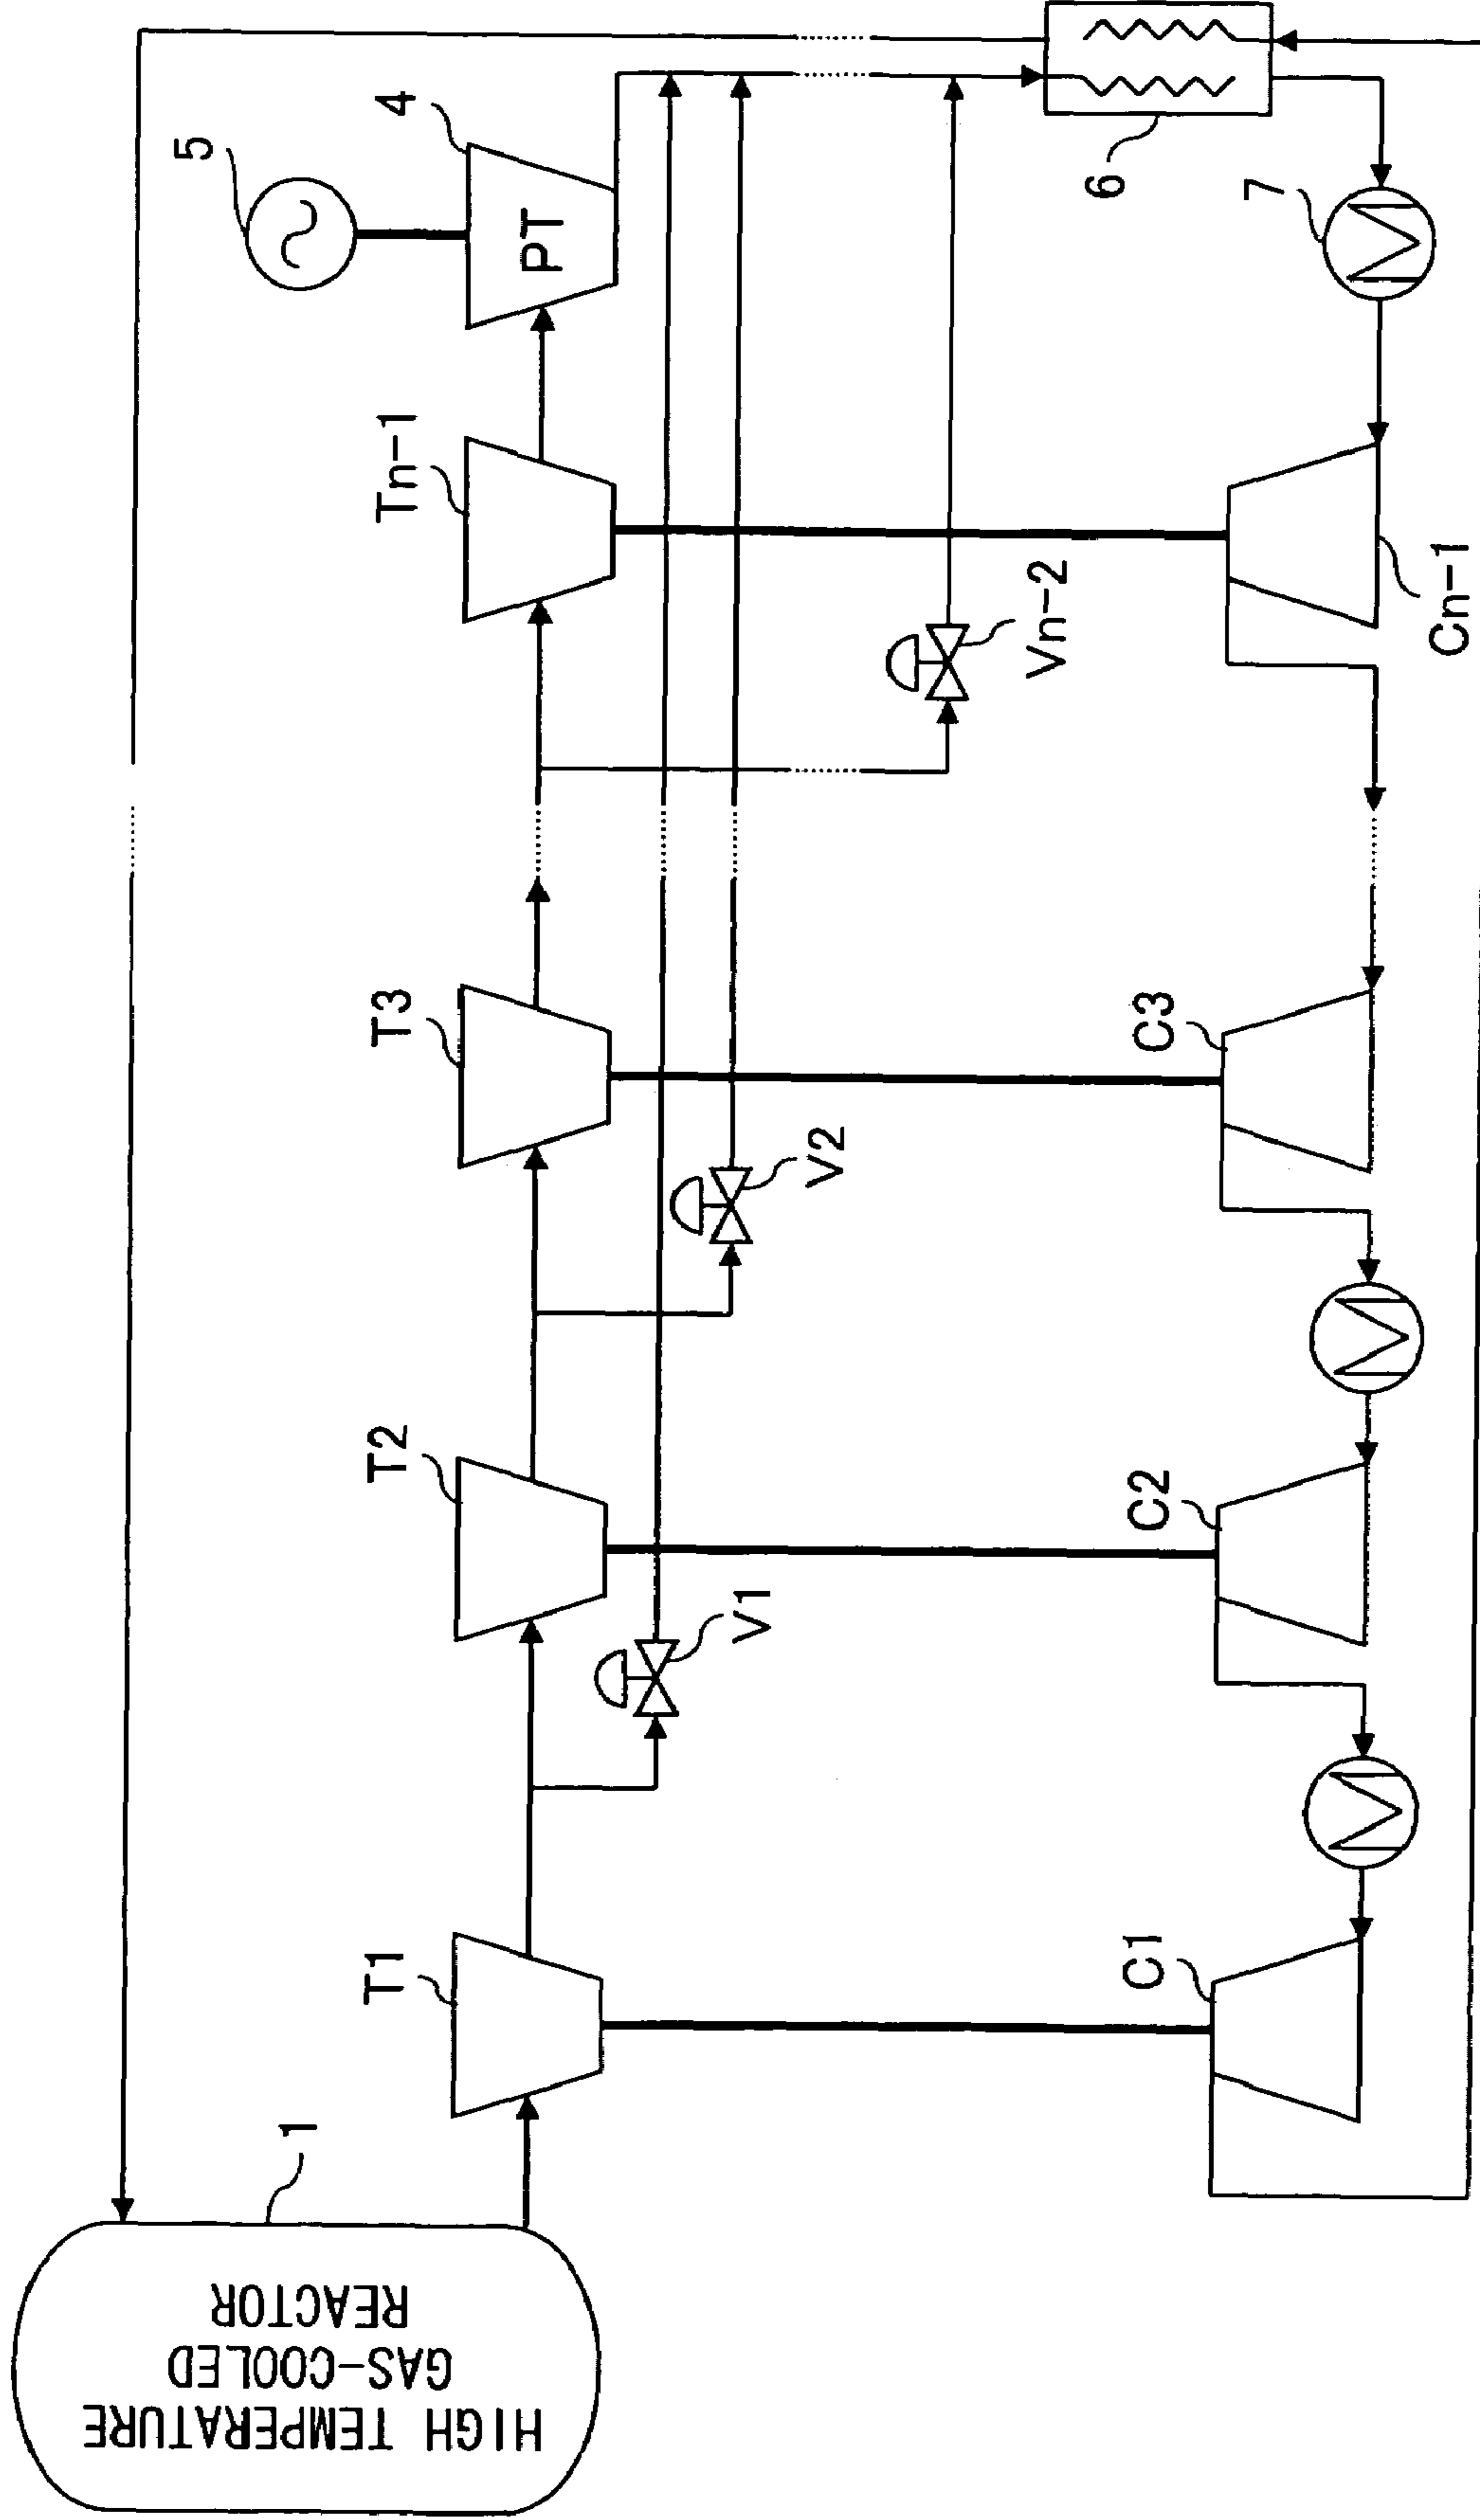 HIGH TEMPERATURE
GAS-COOLED
REACTOR
1
T1
T2
T3
Tn-1
4
PT
5
V1
V2
Vn-2
6
7
C1
C2
C3
Cn-1